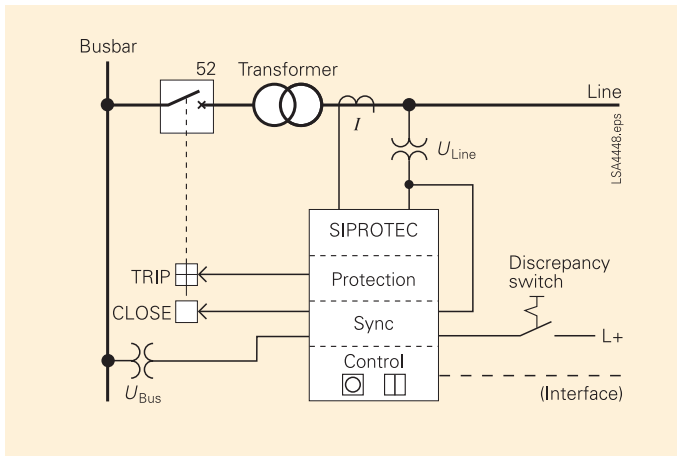 Busbar
52
Transformer
Line
I
U Line
LSA4448.eps
SIPROTEC
Protection
TRIP
CLOSE
Sync
Discrepancy
switch
L+
Control
U Bus
(Interface)